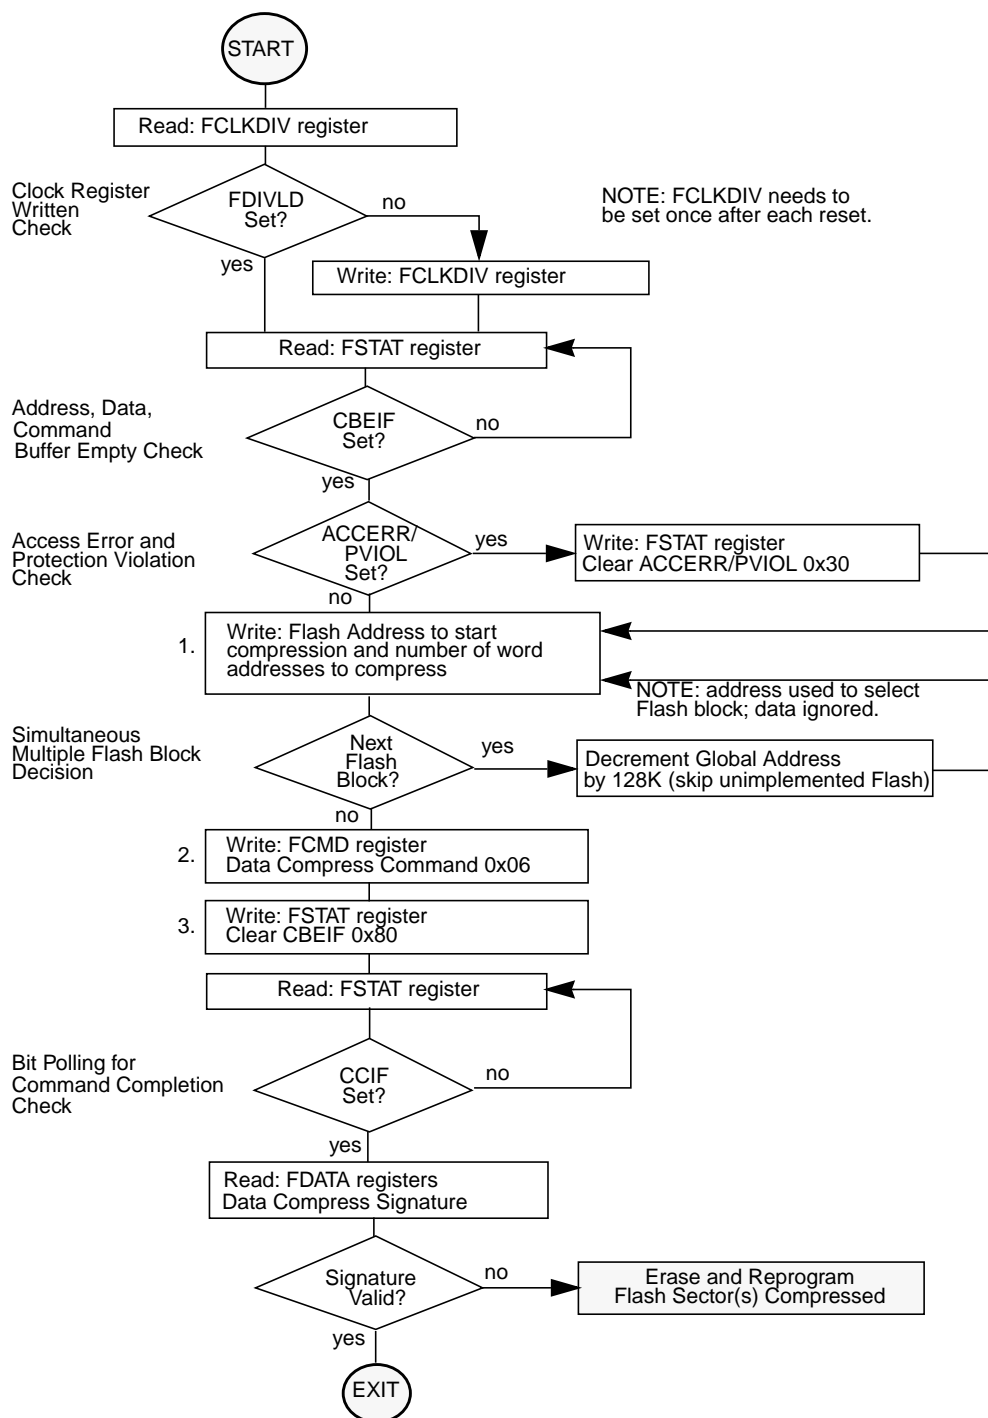 START
Read: FCLKDIV register
Clock Register
Written
Check
FDIVLD
Set?
no
yes
NOTE: FCLKDIV needs to
be set once after each reset.
Write: FCLKDIV register
Read: FSTAT register
Address, Data,
Command
Buffer Empty Check
CBEIF
Set?
no
yes
Access Error and
Protection Violation
Check
ACCERR/
PVIOL
Set?
yes
no
Write: FSTAT register
Clear ACCERR/PVIOL 0x30
1.
Write: Flash Address to start
compression and number of word
addresses to compress
NOTE: address used to select
Flash block; data ignored.
Simultaneous
Multiple Flash Block
Decision
Next
Flash
Block?
yes
no
Decrement Global Address
by 128K (skip unimplemented Flash)
2.
Write: FCMD register
Data Compress Command 0x06
3.
Write: FSTAT register
Clear CBEIF 0x80
Read: FSTAT register
Bit Polling for
Command Completion
Check
CCIF
Set?
no
yes
Read: FDATA registers
Data Compress Signature
Signature
Valid?
no
yes
Erase and Reprogram
Flash Sector(s) Compressed
EXIT